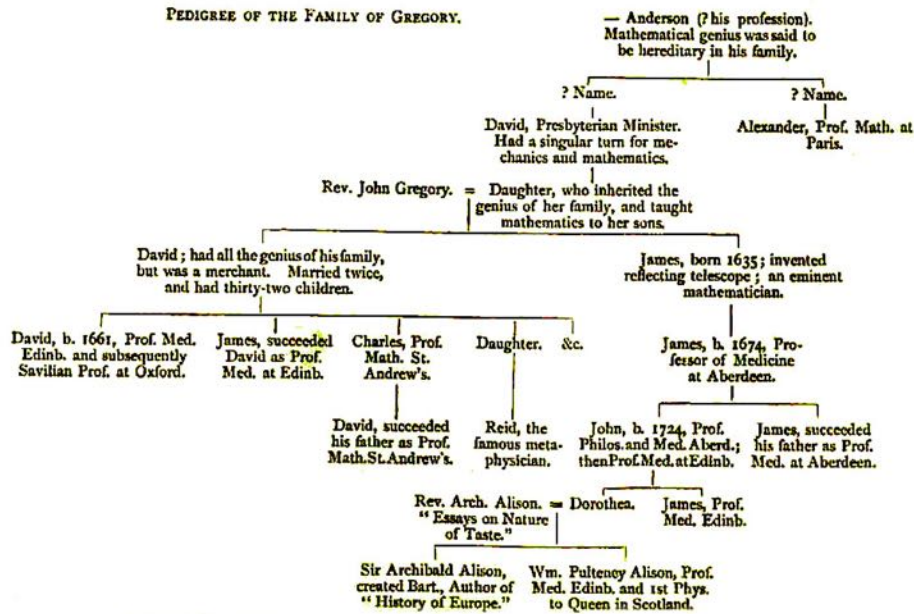 PEDIGREE OF THE FAMILY OF GREGORY.
— Anderson (? his profession).
Mathematical genius was said to
be hereditary in his family.
? Name.
? Name.
David, Presbyterian Minister.
Had a singular turn for me-
chanics and mathematics.
Alexander, Prof. Math. at
Paris.
Rev. John Gregory. =
Daughter, who inherited the
genius of her family, and taught
mathematics to her sons.
David; had all the genius of his family,
but was a merchant. Married twice,
and had thirty-two children.
James, born 1635; invented
reflecting telescope; an eminent
mathematician.
David, b. 1661, Prof. Med.
Edinb. and subsequently
Savilian Prof. at Oxford.
James, succeeded
David as Prof.
Med. at Edinb.
Charles, Prof.
Math. St.
Andrew's.
Daughter.
&c.
James, b. 1674, Pro-
fessor of Medicine
at Aberdeen.
David, succeeded
his father as Prof.
Math. St. Andrew's.
Reid, the
famous meta-
physician.
John, b. 1724, Prof.
Philos. and Med. Aberd.;
then Prof. Med. at Edinb.
James, succeeded
his father as Prof.
Med. at Aberdeen.
Rev. Arch. Alison. =
"Essays on Nature
of Taste."
Dorothea.
James, Prof.
Med. Edinb.
Sir Archibald Alison,
created Bart., Author of
"History of Europe."
Wm. Pulteney Alison, Prof.
Med. Edinb. and 1st Phys.
to Queen in Scotland.